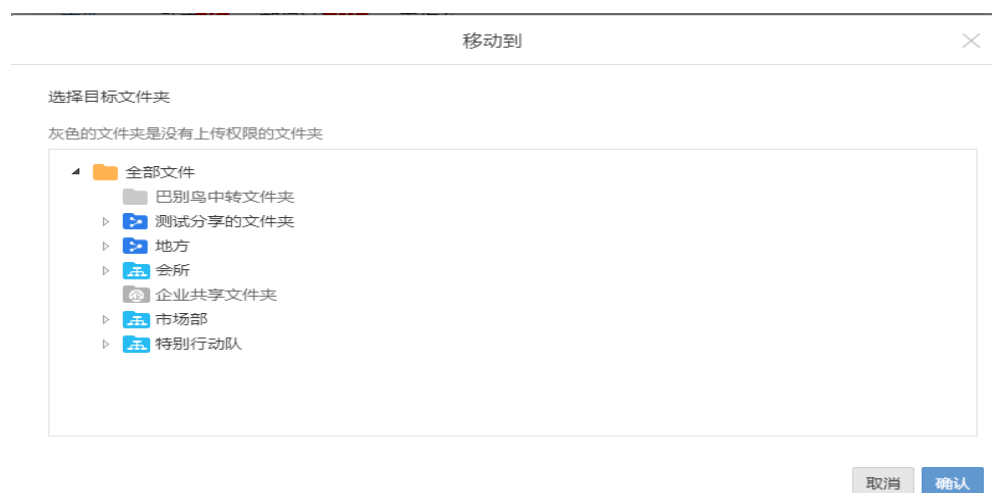 移动到
选择目标文件夹
灰色的文件夹是没有上传权限的文件夹
全部文件
巴别鸟中转文件夹
测试分享的文件夹
地方
会所
企业共享文件夹
市场部
特别行动队
取消 确认